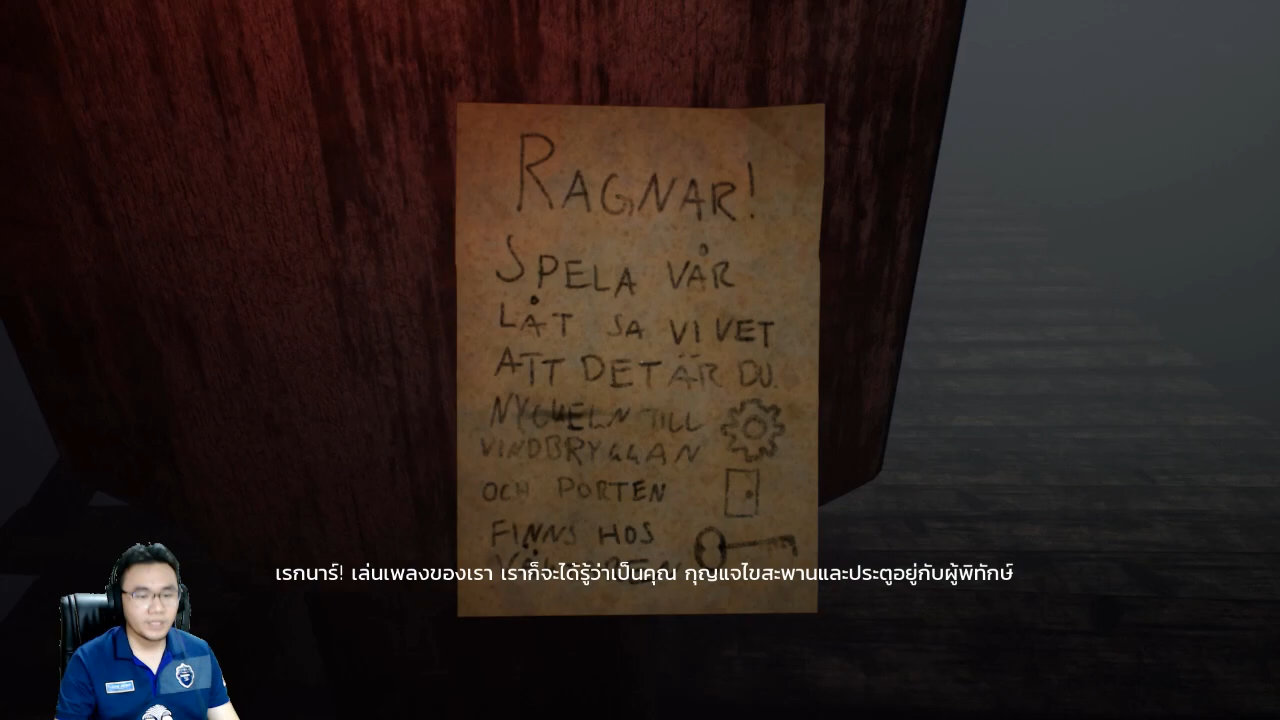 RAGNAR!
SPELA VÅR
LÅT SA VI VET
ATT DET ÄR DU.
NYCKELN TILL
VINDBRYGGAN
OCH PORTEN
FINNS HOS
เรกนาร์! เล่นเพลงของเรา เราก็จะได้รู้ว่าเป็นคุณ กุญแจไขสะพานและประตูอยู่กับผู้พิทักษ์